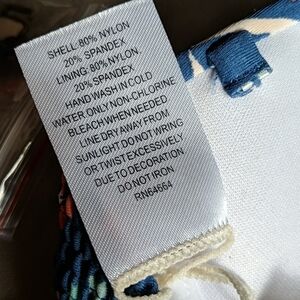 SHELL: 80% NYLON
20% SPANDEX
LINING: 80% NYLON.
20% SPANDEX
HAND WASH IN COLD
WATER ONLY NON-CHLORINE
BLEACH WHEN NEEDED
LINE DRY AWAY FROM
SUNLIGHT DO NOT WRING
OR TWIST EXCESSIVELY
DUE TO DECORATION
DO NOT IRON
RN64664